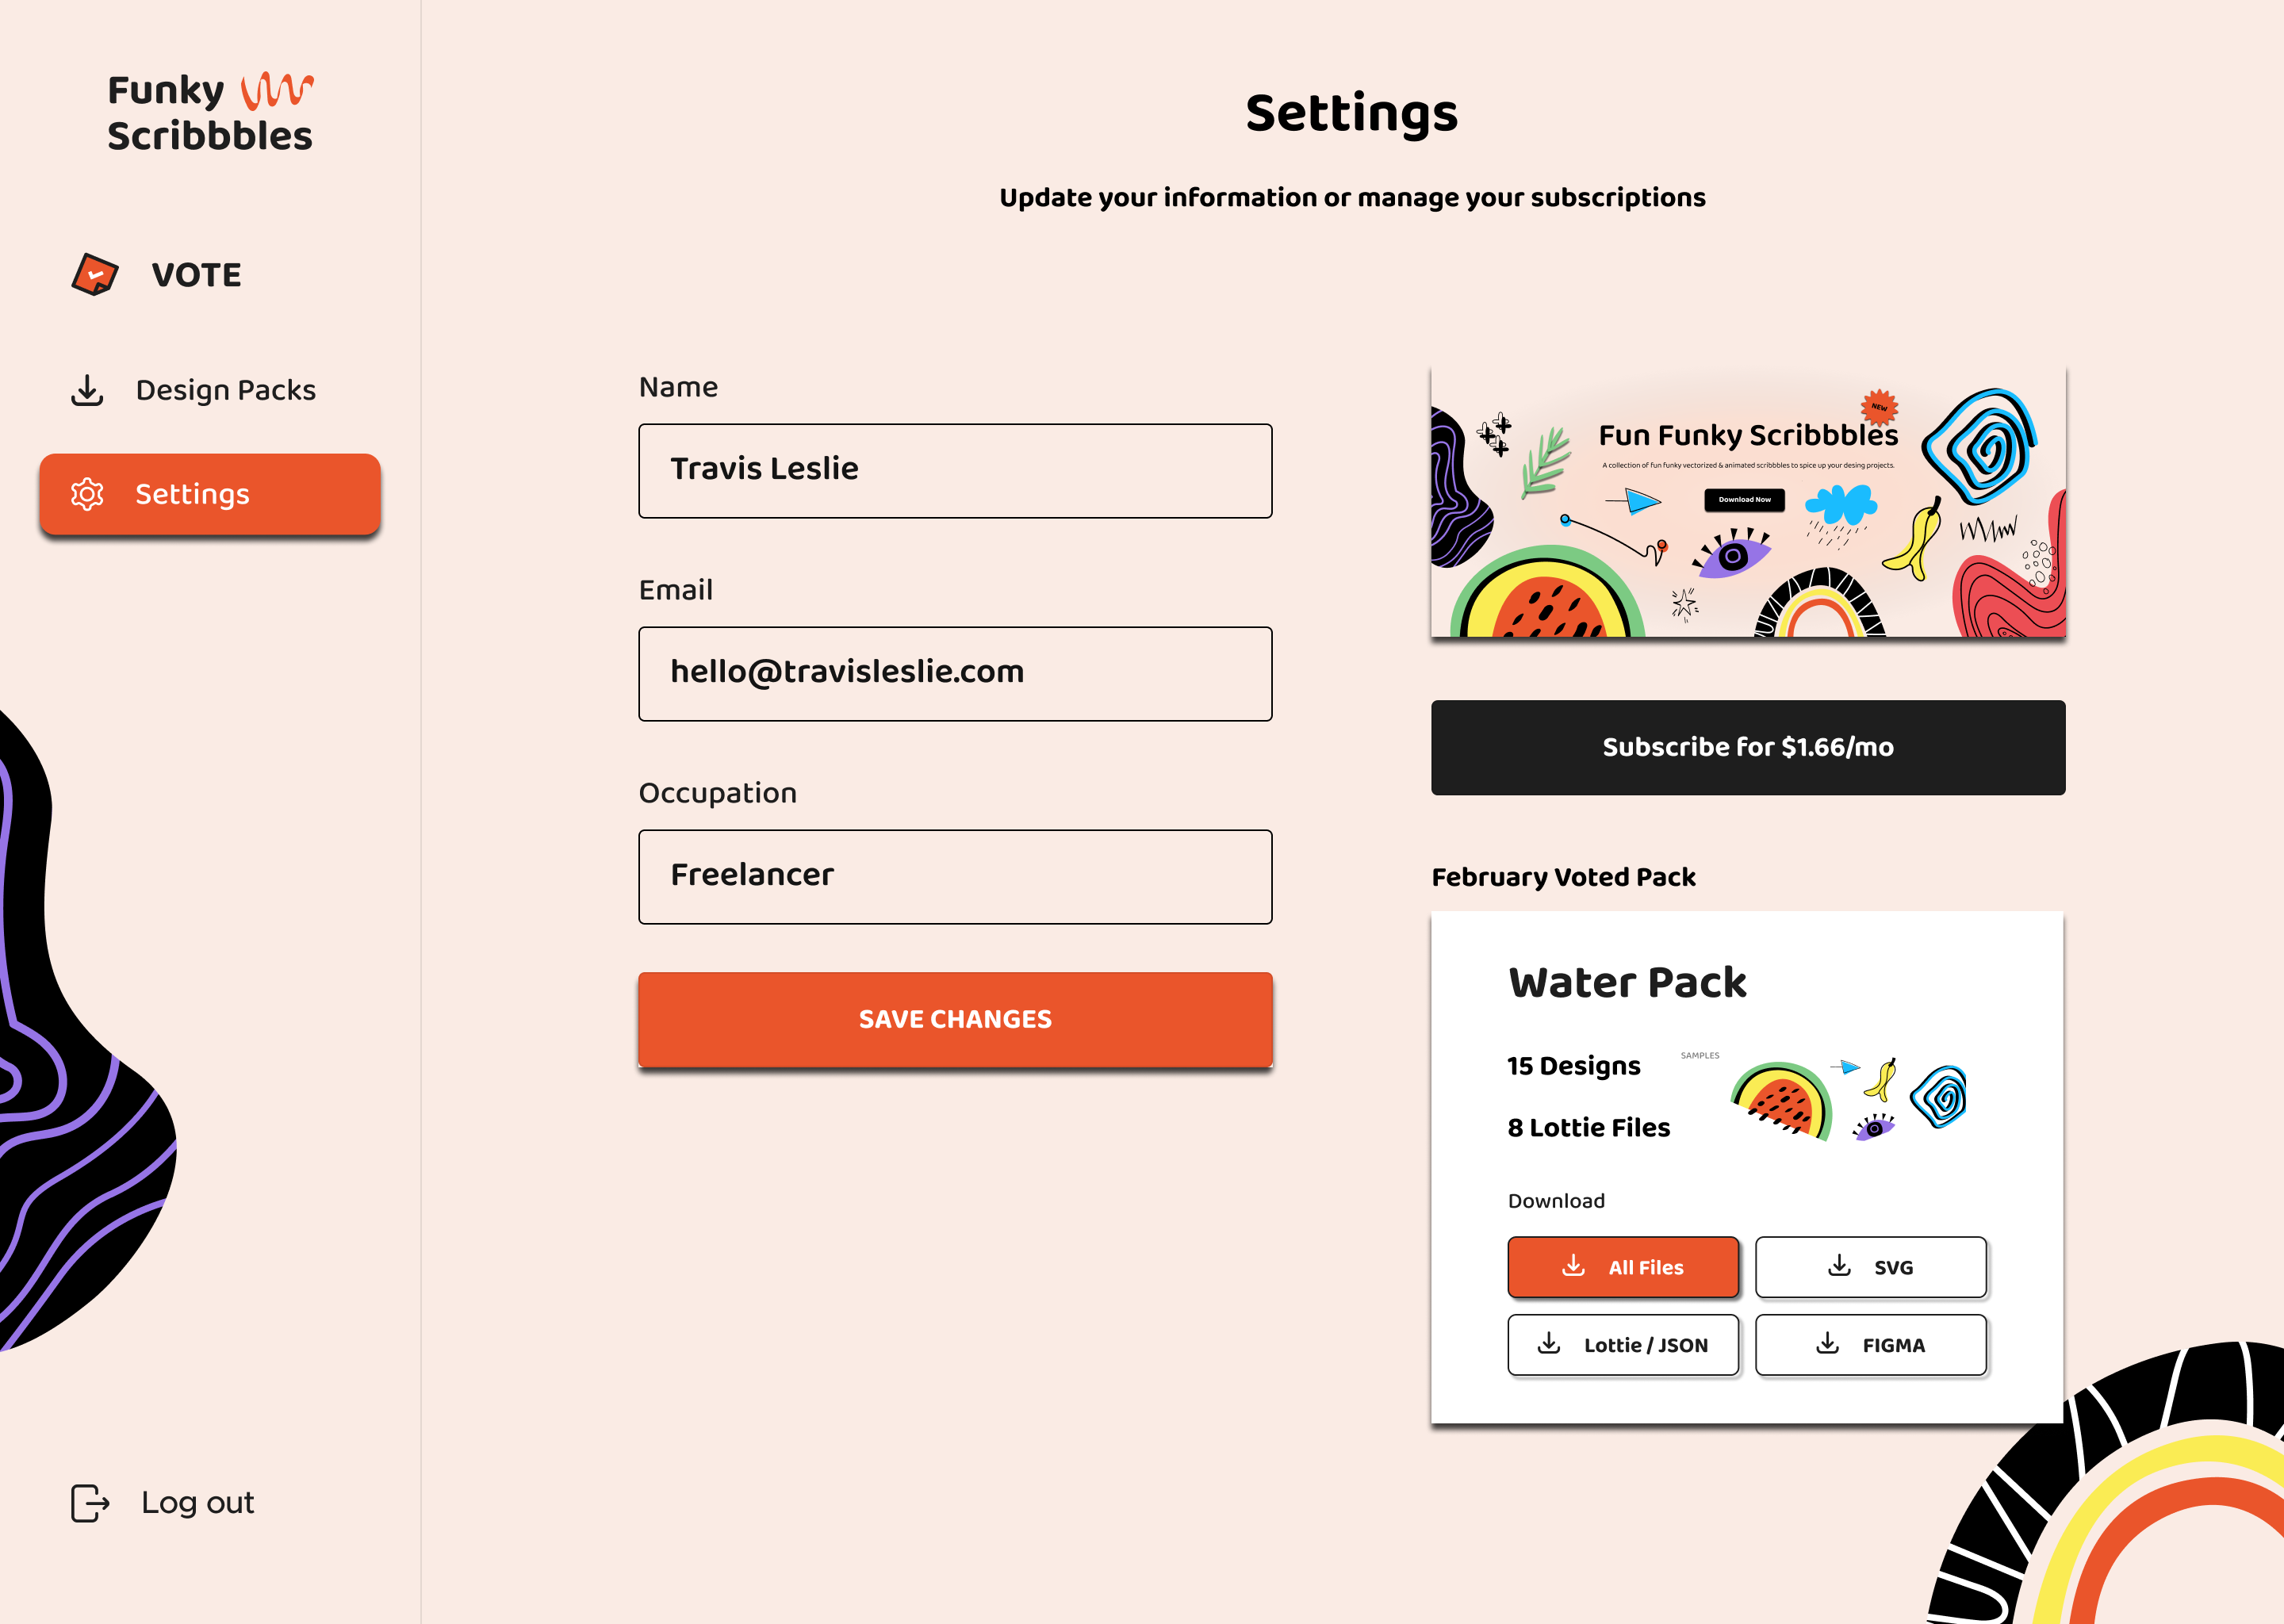 Funky
Scribbbles
VOTE
Design Packs
Settings
Log out
Settings
Update your information or manage your subscriptions
Name
Travis Leslie
Email
hello@travisleslie.com
Occupation
Freelancer
SAVE CHANGES
NEW
Fun Funky Scribbbles
A collection of fun funky vectorized & animated scribbbles to spice up your desing projects.
Download Now
Subscribe for $1.66/mo
February Voted Pack
Water Pack
15 Designs
SAMPLES
8 Lottie Files
Download
All Files
SVG
Lottie / JSON
FIGMA